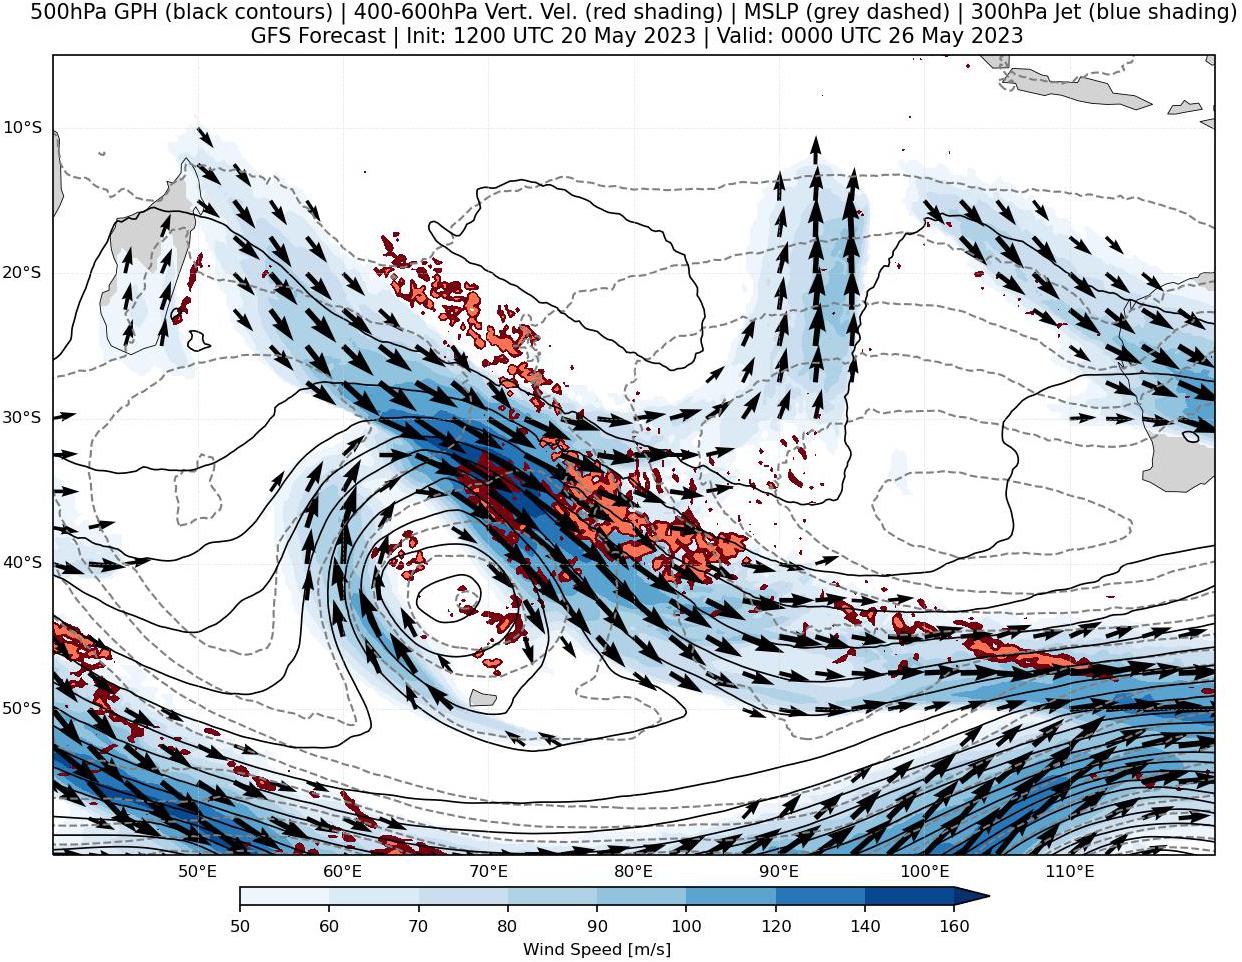 500hPa GPH (black contours) | 400-600hPa Vert. Vel. (red shading) | MSLP (grey dashed) | 300hPa Jet (blue shading)
GFS Forecast | Init: 1200 UTC 20 May 2023 | Valid: 0000 UTC 26 May 2023
10°S
20°S
30°S
40°S
50°S
50°E 60°E 70°E 80°E 90°E 100°E 110°E
50 60 70 80 90 100 120 140 160
Wind Speed [m/s]